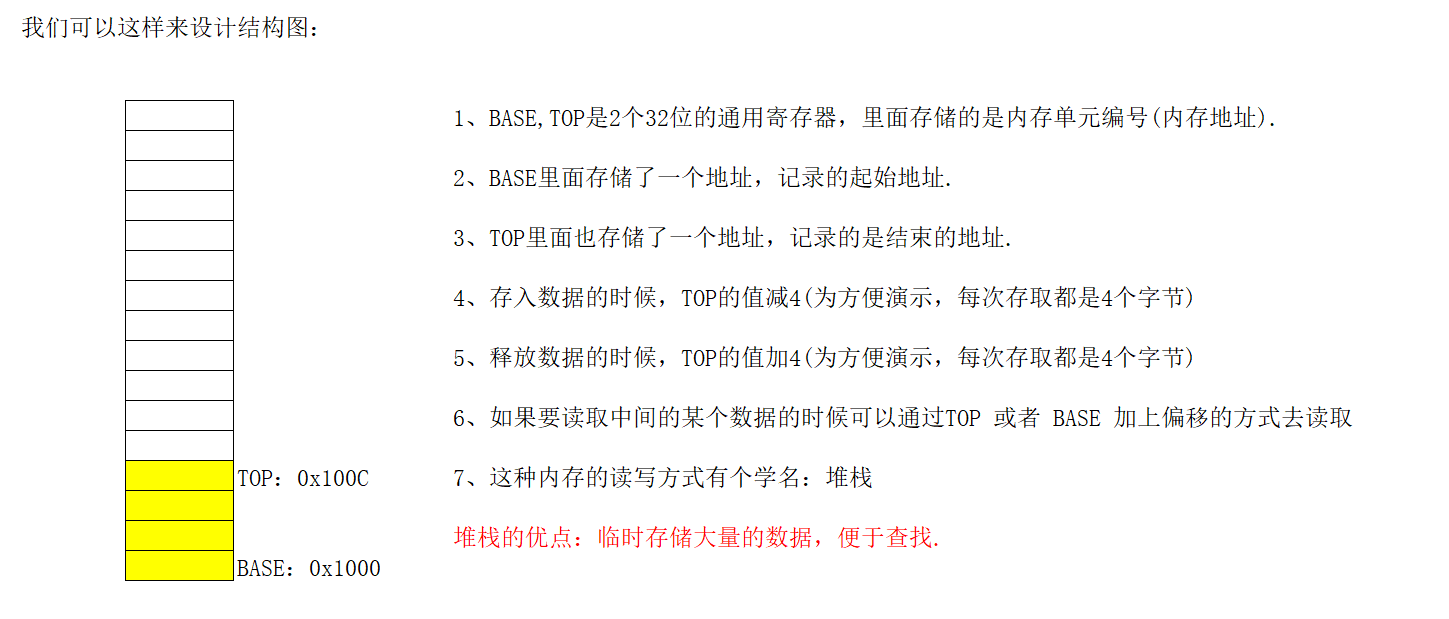 我们可以这样来设计结构图：
1、BASE,TOP是2个32位的通用寄存器，里面存储的是内存单元编号(内存地址).
2、BASE里面存储了一个地址，记录的起始地址.
3、TOP里面也存储了一个地址，记录的是结束的地址.
4、存入数据的时候，TOP的值减4(为方便演示，每次存取都是4个字节)
5、释放数据的时候，TOP的值加4(为方便演示，每次存取都是4个字节)
6、如果要读取中间的某个数据的时候可以通过TOP 或者 BASE 加上偏移的方式去读取
TOP：0x100C
7、这种内存的读写方式有个学名：堆栈
堆栈的优点：临时存储大量的数据，便于查找.
BASE：0x1000